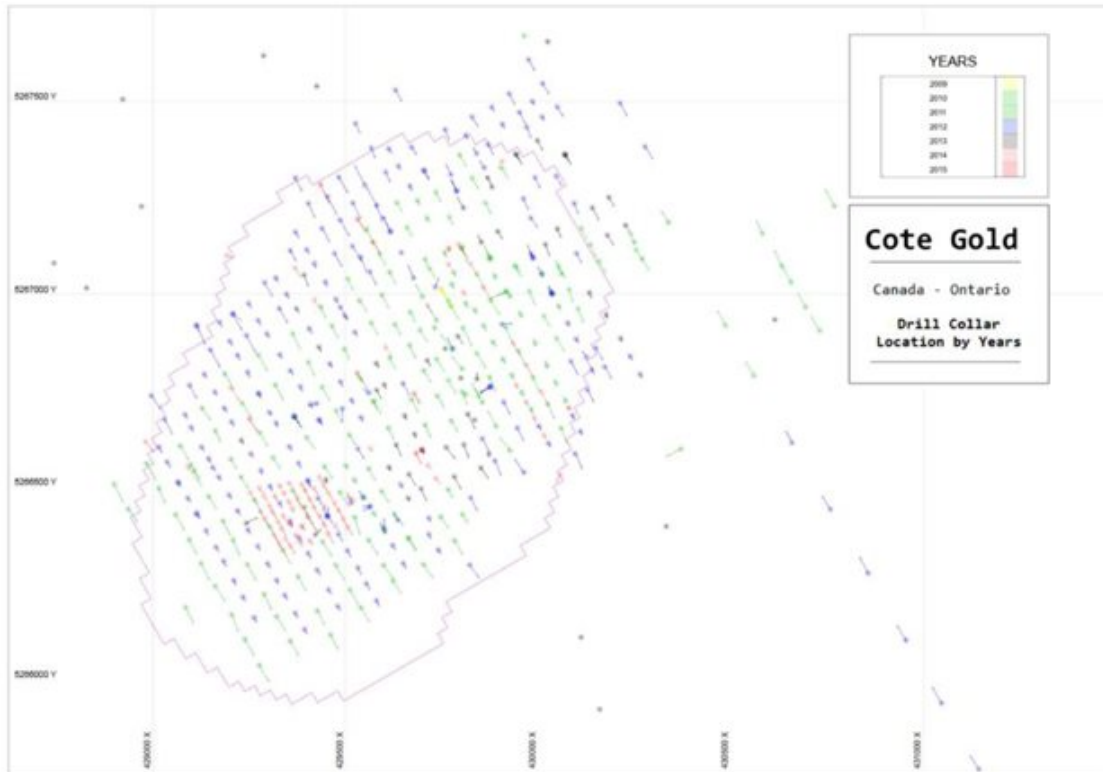 YEARS
2009
2010
2011
2012
2013
2014
2015
Cote Gold
Canada - Ontario
Drill Collar
Location by Years
5267500 Y
5267000 Y
5266500 Y
5266000 Y
429000 X
429500 X
430000 X
430500 X
431000 X